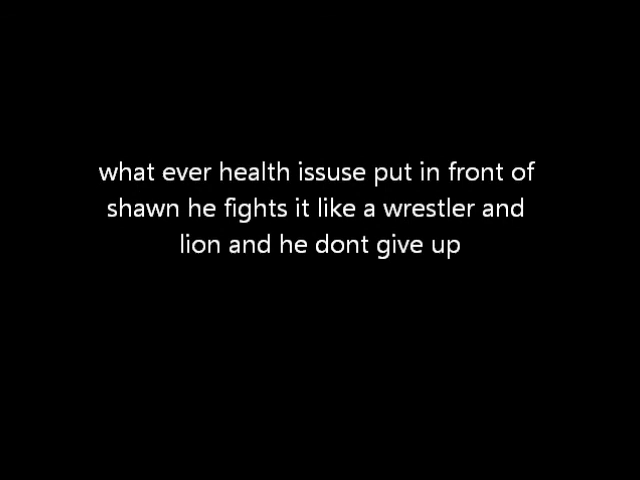 what ever health issuse put in front of
shawn he fights it like a wrestler and
lion and he dont give up